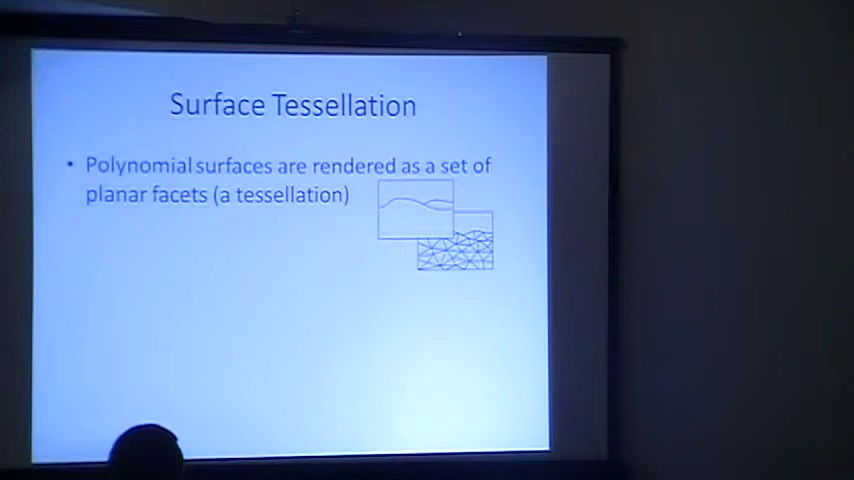 Surface Tessellation
• Polynomial surfaces are rendered as a set of
planar facets (a tessellation)